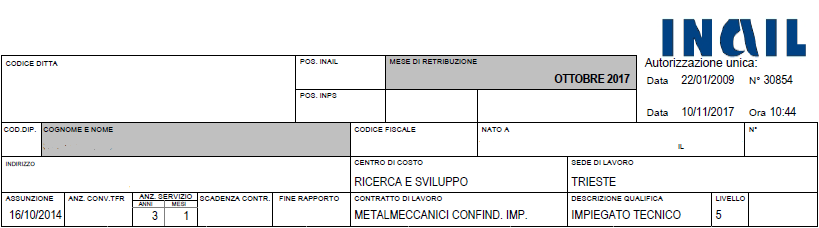 INAIL
CODICE DITTA
POS. INAIL
MESE DI RETRIBUZIONE
OTTOBRE 2017
Autorizzazione unica:
Data 22/01/2009 N° 30854
POS. INPS
Data 10/11/2017 Ora 10:44
COD.DIP. COGNOME E NOME CODICE FISCALE NATO A IL N°
INDIRIZZO CENTRO DI COSTO SEDE DI LAVORO
RICERCA E SVILUPPO TRIESTE
ASSUNZIONE ANZ. CONV.TFR ANZ. SERVIZIO SCADENZA CONTR. FINE RAPPORTO CONTRATTO DI LAVORO DESCRIZIONE QUALIFICA LIVELLO
ANNI MESI
16/10/2014 3 1 METALMECCANICI CONFIND. IMP. IMPIEGATO TECNICO 5